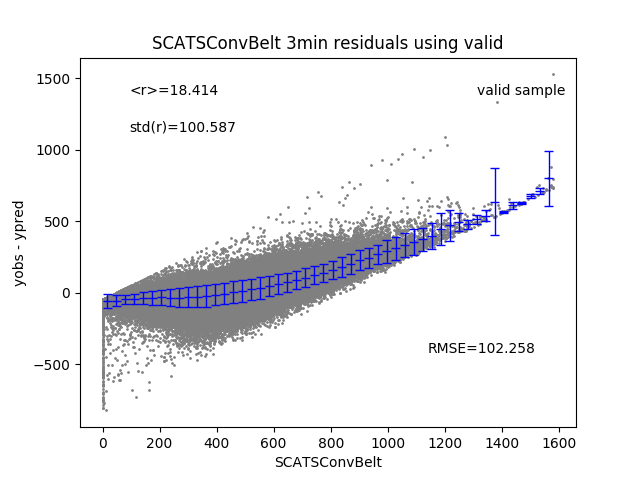 SCATSConvBelt 3min residuals using valid
<r>=18.414
valid sample
std(r)=100.587
RMSE=102.258
yobs - ypred
1500
1000
500
0
−500
0 200 400 600 800 1000 1200 1400 1600
SCATSConvBelt